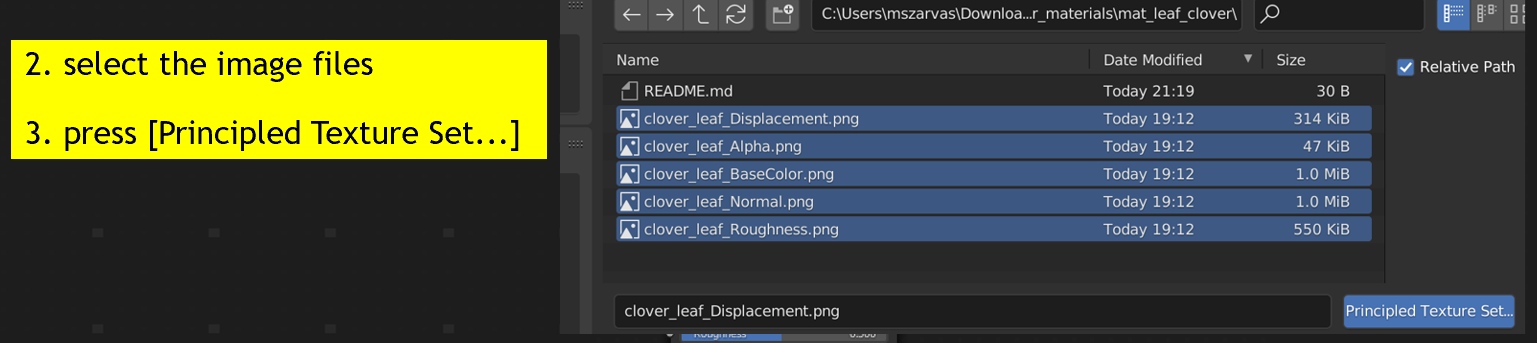 2. select the image files
3. press [Principled Texture Set...]
C:\Users\mszarvas\Downloa...r_materials\mat_leaf_clover\
Name Date Modified Size
README.md Today 21:19 30 B
clover_leaf_Displacement.png Today 19:12 314 KiB
clover_leaf_Alpha.png Today 19:12 47 KiB
clover_leaf_BaseColor.png Today 19:12 1.0 MiB
clover_leaf_Normal.png Today 19:12 1.0 MiB
clover_leaf_Roughness.png Today 19:12 550 KiB
Relative Path
clover_leaf_Displacement.png
Principled Texture Set...
Roughness 0.500